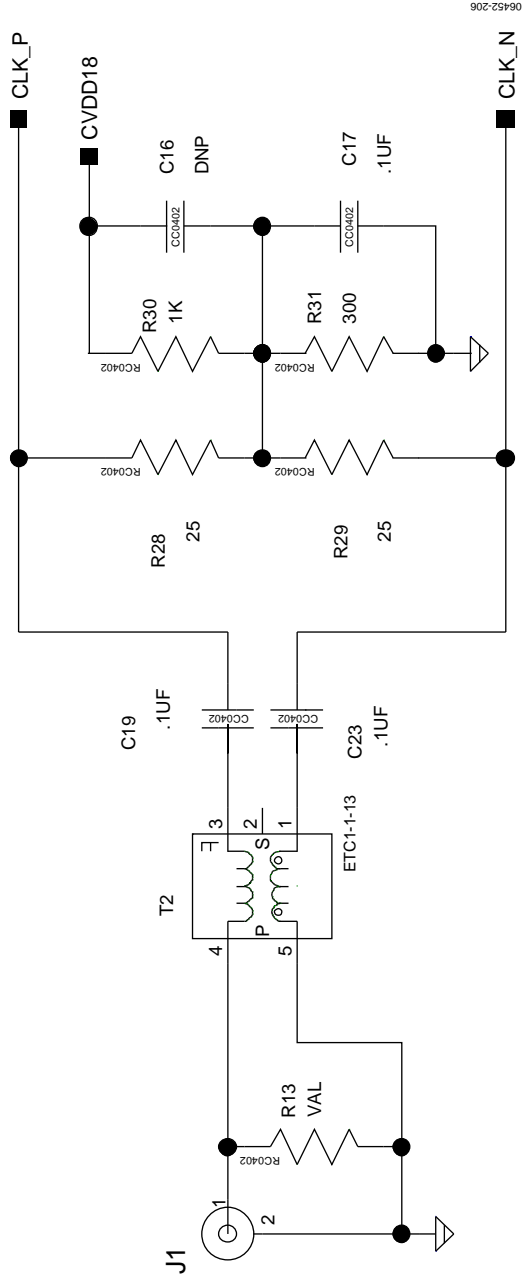 J1
1
2
RC0402
R13
VAL
T2
4
5
P
S
3
2
1
ETC1-1-13
C19
.1UF
CC0402
CC0402
C23
.1UF
R28
25
RC0402
R29
25
RC0402
R30
1K
RC0402
R31
300
RC0402
C16
DNP
CC0402
C17
.1UF
CC0402
CLK_P
CVDD18
CLK_N
06452-206